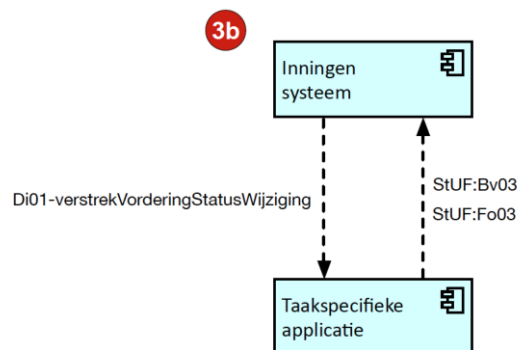 3b
Inningen
systeem
Di01-verstrekVorderingStatusWijziging
StUF:Bv03
StUF:Fo03
Taakspecifieke
applicatie